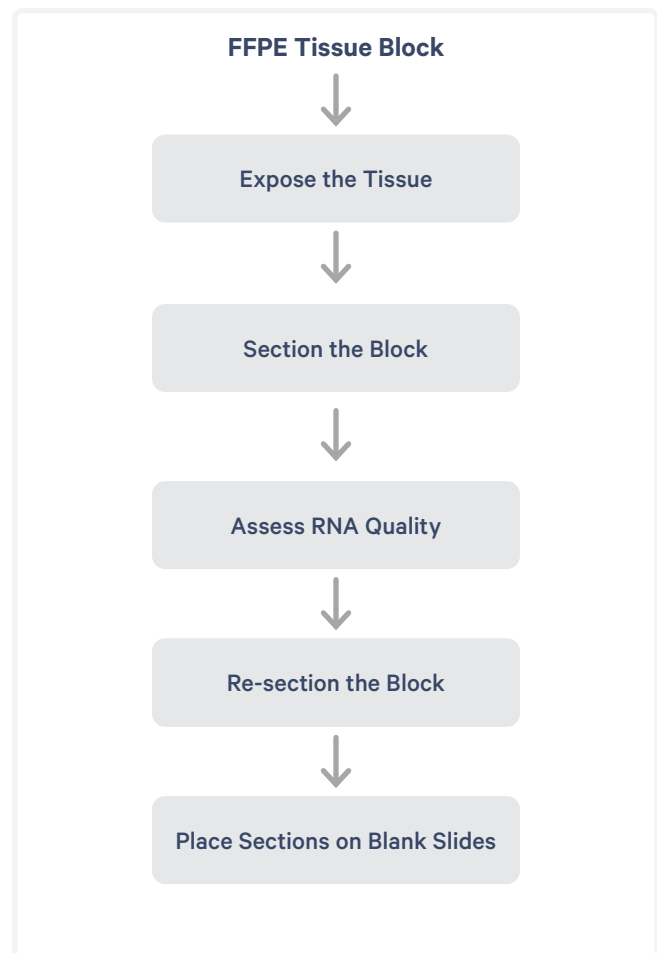 FFPE Tissue Block
Expose the Tissue
Section the Block
Assess RNA Quality
Re-section the Block
Place Sections on Blank Slides